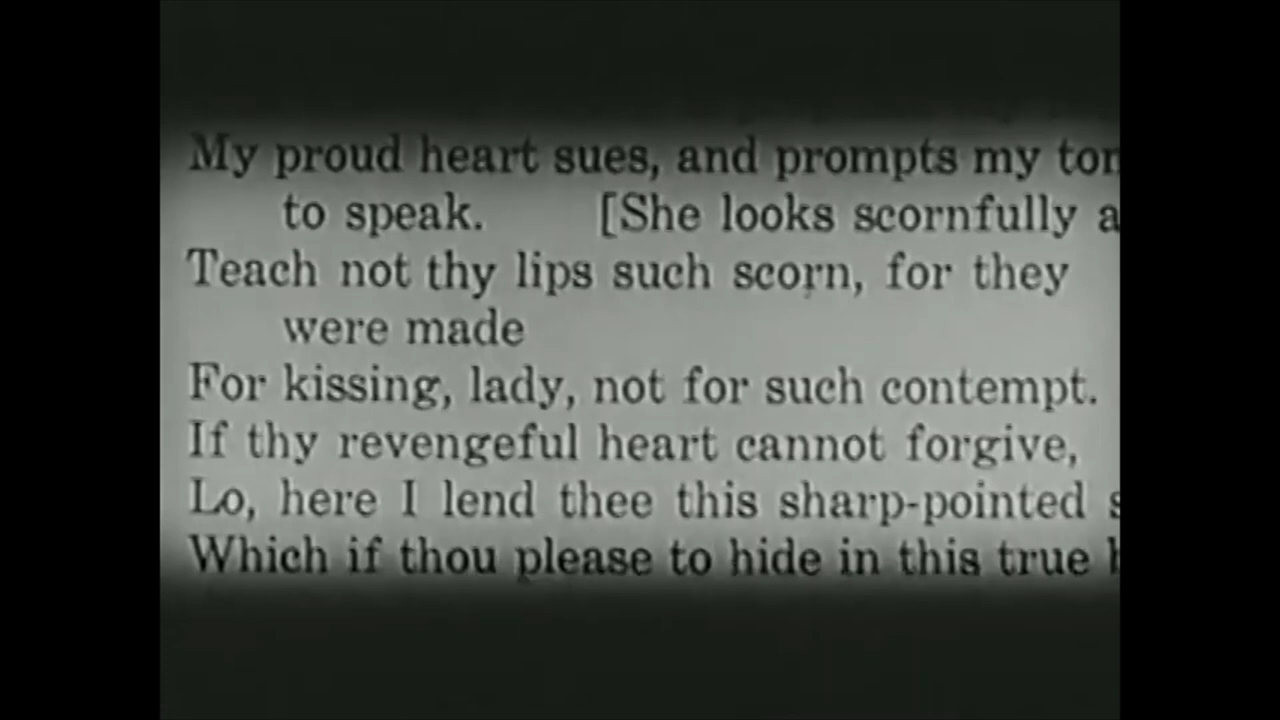 My proud heart sues, and prompts my
to speak. [She looks scornfully
Teach not thy lips such scorn, for they
were made
For kissing, lady, not for such contempt.
If thy revengeful heart cannot forgive,
Lo, here I lend thee this sharp-pointed
Which if thou please to hide in this true